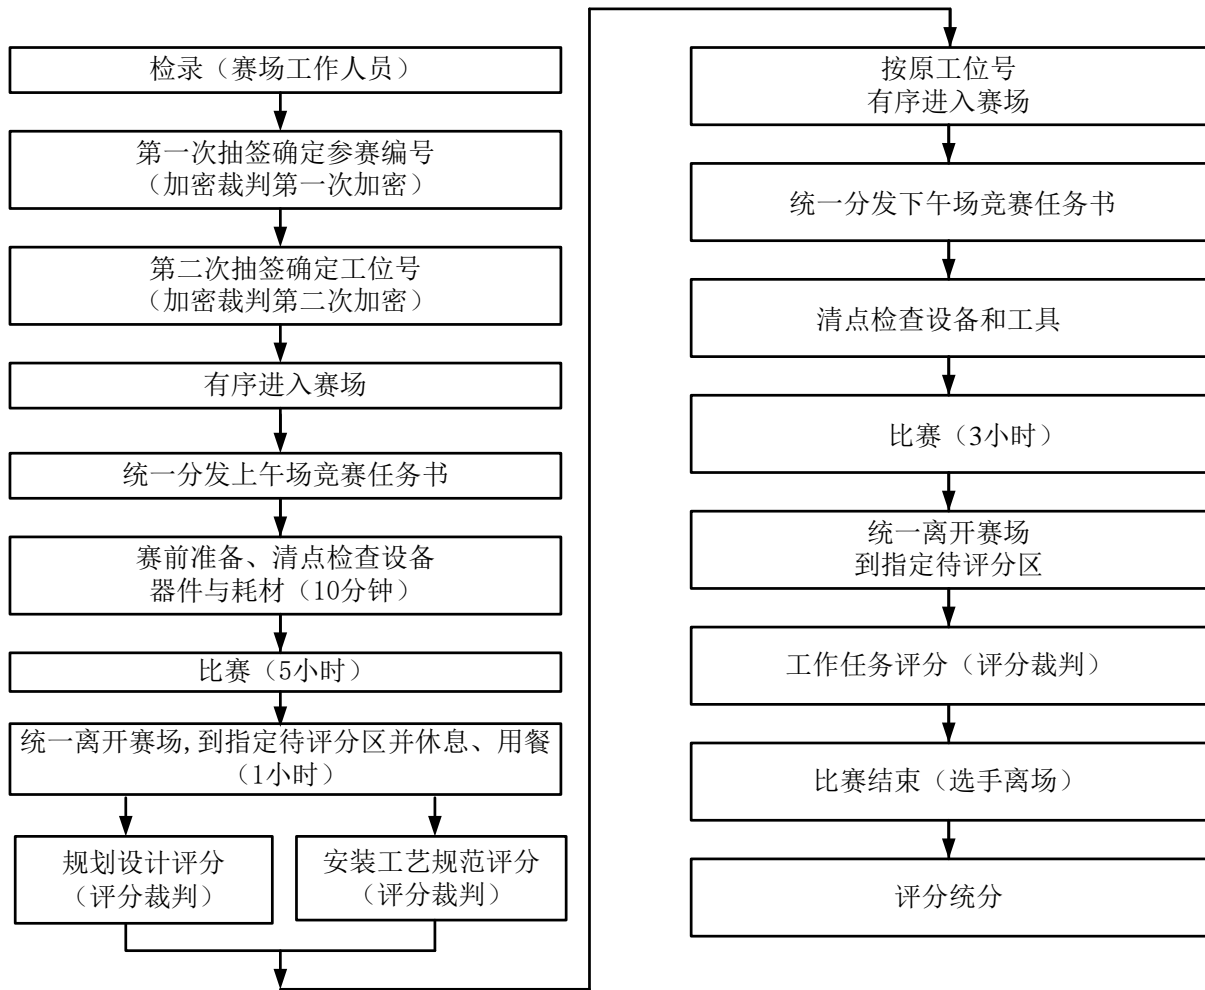 检录（赛场工作人员）
第一次抽签确定参赛编号
（加密裁判第一次加密）
第二次抽签确定工位号
（加密裁判第二次加密）
有序进入赛场
统一分发上午场竞赛任务书
赛前准备、清点检查设备
器件与耗材（10分钟）
比赛（5小时）
统一离开赛场,到指定待评分区并休息、用餐
（1小时）
规划设计评分
（评分裁判）
安装工艺规范评分
（评分裁判）
按原工位号
有序进入赛场
统一分发下午场竞赛任务书
清点检查设备和工具
比赛（3小时）
统一离开赛场
到指定待评分区
工作任务评分（评分裁判）
比赛结束（选手离场）
评分统分